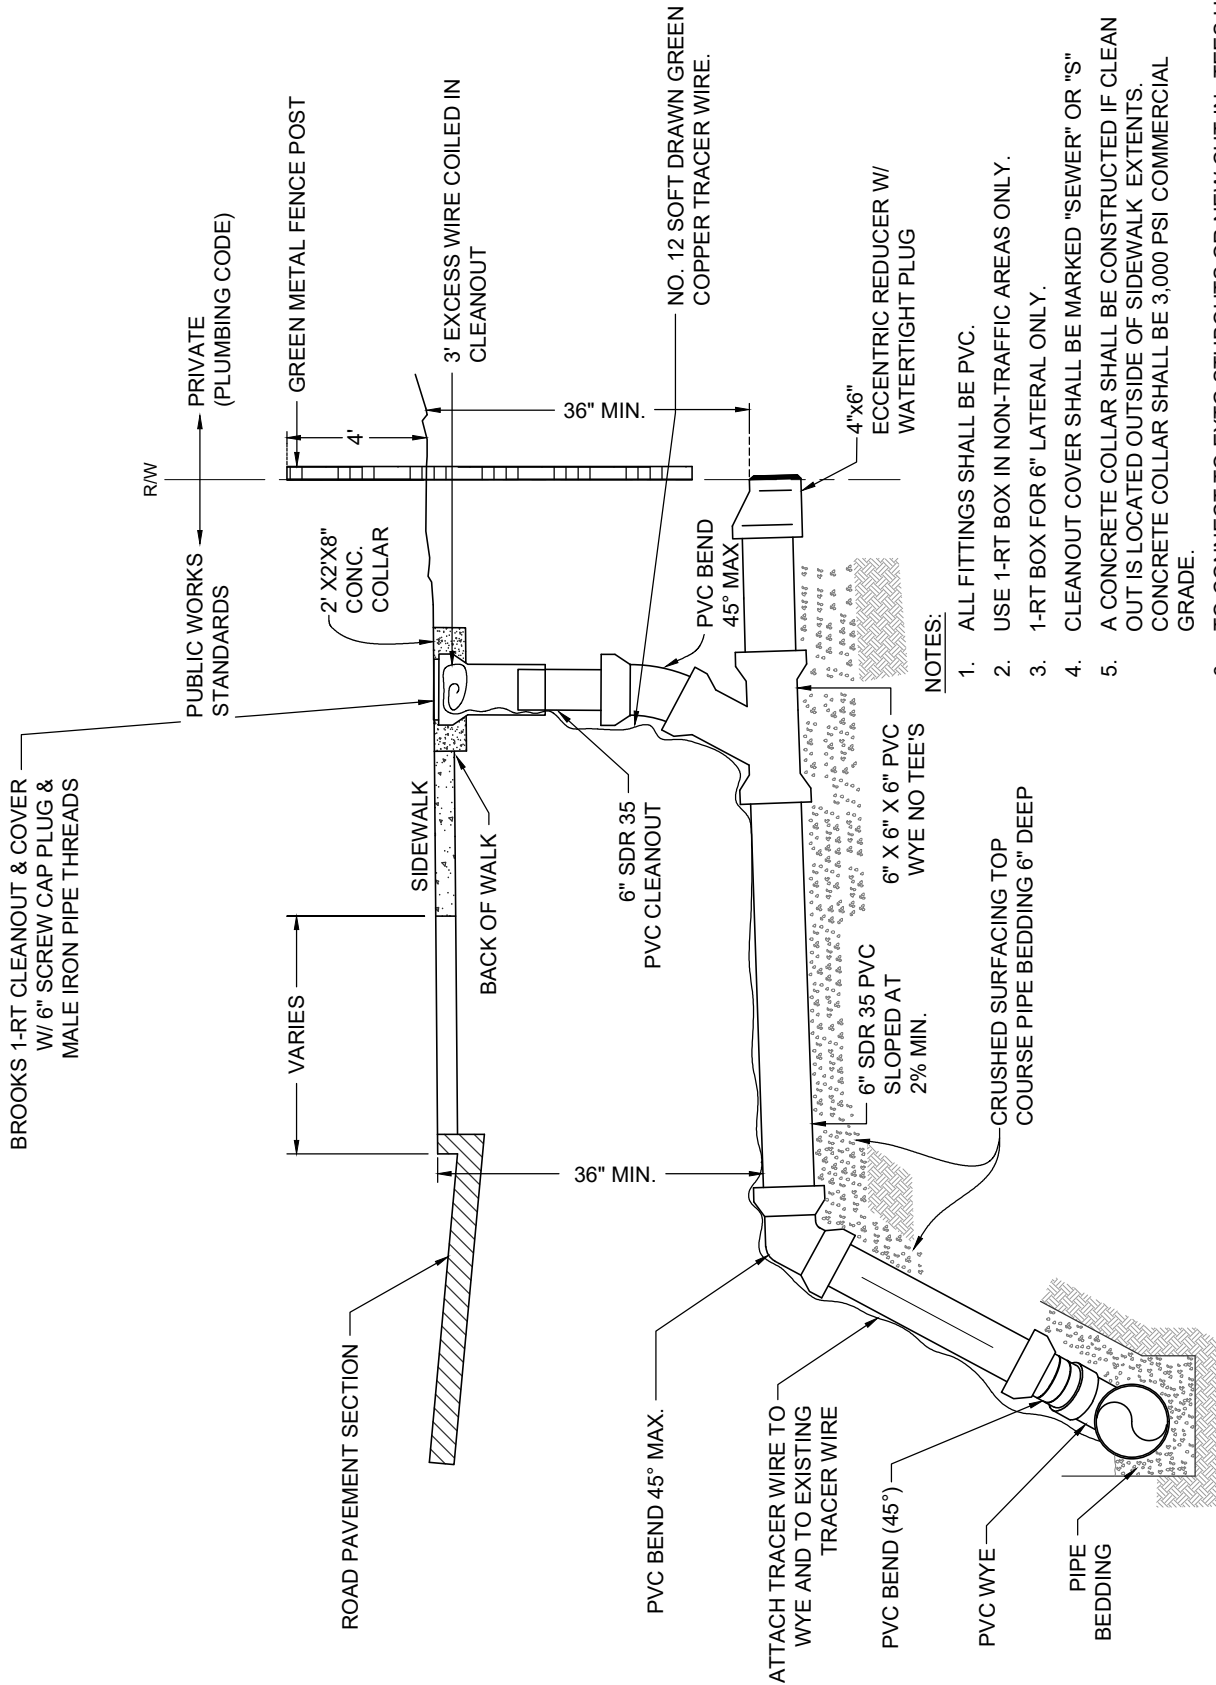 BROOKS 1-RT CLEANOUT & COVER
W/ 6" SCREW CAP PLUG &
MALE IRON PIPE THREADS
R/W
PUBLIC WORKS
STANDARDS
PRIVATE
(PLUMBING CODE)
GREEN METAL FENCE POST
2' X2'X8"
CONC.
COLLAR
4'
3' EXCESS WIRE COILED IN
CLEANOUT
VARIES
SIDEWALK
BACK OF WALK
ROAD PAVEMENT SECTION
36" MIN.
36" MIN.
NO. 12 SOFT DRAWN GREEN
COPPER TRACER WIRE.
6" SDR 35
PVC CLEANOUT
PVC BEND
45° MAX
4"x6"
ECCENTRIC REDUCER W/
WATERTIGHT PLUG
PVC BEND 45° MAX.
6" X 6" X 6" PVC
WYE NO TEE'S
6" SDR 35 PVC
SLOPED AT
2% MIN.
CRUSHED SURFACING TOP
COURSE PIPE BEDDING 6" DEEP
ATTACH TRACER WIRE TO
WYE AND TO EXISTING
TRACER WIRE
PVC BEND (45°)
PVC WYE
PIPE
BEDDING
NOTES:
1. ALL FITTINGS SHALL BE PVC.
2. USE 1-RT BOX IN NON-TRAFFIC AREAS ONLY.
3. 1-RT BOX FOR 6" LATERAL ONLY.
4. CLEANOUT COVER SHALL BE MARKED "SEWER" OR "S"
5. A CONCRETE COLLAR SHALL BE CONSTRUCTED IF CLEAN
OUT IS LOCATED OUTSIDE OF SIDEWALK EXTENTS.
CONCRETE COLLAR SHALL BE 3,000 PSI COMMERCIAL
GRADE.